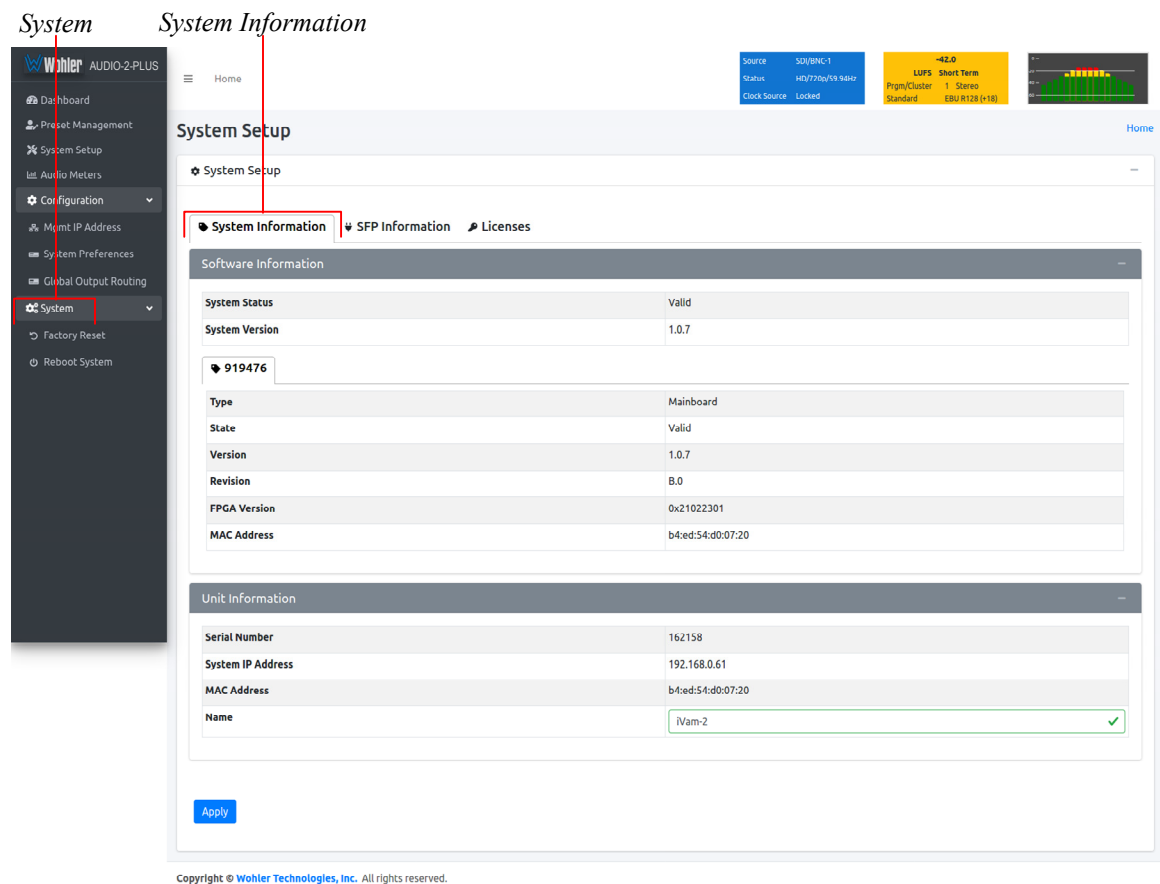 System System Information
Wohler AUDIO-2-PLUS
Dashboard
Preset Management
System Setup
Audio Meters
Configuration
Mgmt IP Address
System Preferences
Global Output Routing
System
Factory Reset
Reboot System
Home
Source SDI/BNC-1
Status HD/720p/59.94Hz
Clock Source Locked
-42.0
LUFS Short Term
Prgm/Cluster 1 Stereo
Standard EBU R128 (+18)
System Setup Home
System Setup
System Information SFP Information Licenses
Software Information
System Status Valid
System Version 1.0.7
919476
Type Mainboard
State Valid
Version 1.0.7
Revision B.0
FPGA Version 0x21022301
MAC Address b4:ed:54:d0:07:20
Unit Information
Serial Number 162158
System IP Address 192.168.0.61
MAC Address b4:ed:54:d0:07:20
Name iVam-2
Apply
Copyright © Wohler Technologies, Inc. All rights reserved.